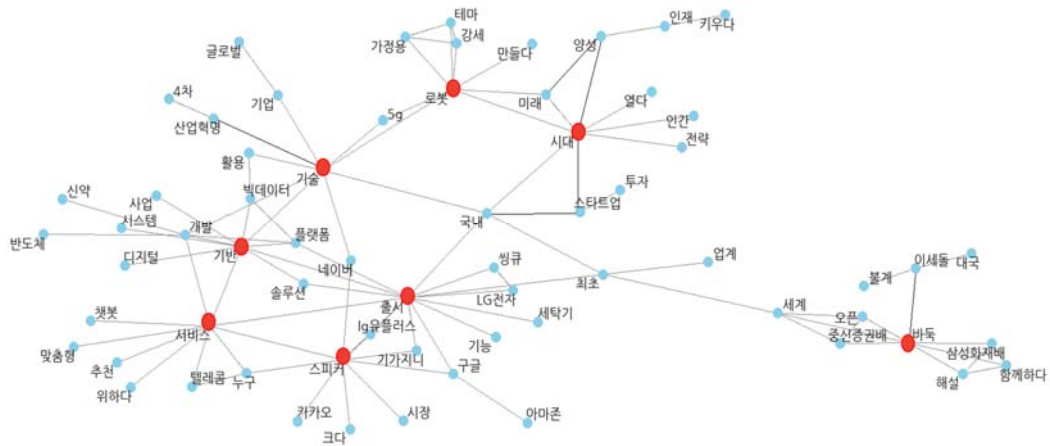 테마
인재
키우다
가정용
강세
양성
글로벌
만들다
4차
기업
로봇
미래
열다
5g
산업혁명
시대
인간
전략
활용
기술
신약
사업
빅데이터
투자
스타트업
서스템
개발
국내
반도체
기반
플랫폼
디지털
네이버
씽큐
업계
이세돌
대국
솔루션
최초
불계
출시
LG전자
챗봇
서비스
lg유플러스
세탁기
세계
오픈
중신증권배
바둑
맞춤형
기능
추천
스피커
기가지니
구글
삼성화재배
위하다
텔레콤
누구
해설
함께하다
카카오
시장
아마존
크다